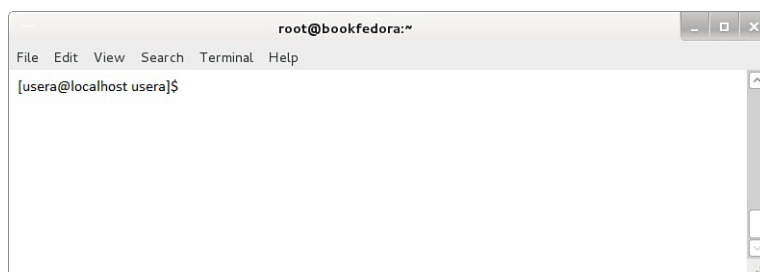 root@bookfedora:~
File Edit View Search Terminal Help
[usera@localhost usera]$